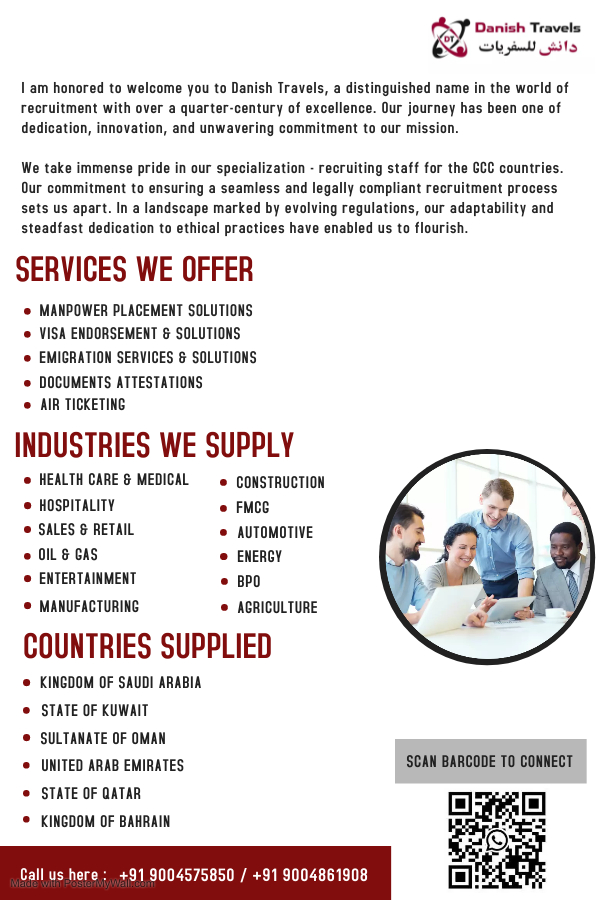 Danish Travels
دانش للسفريات
DT
I am honored to welcome you to Danish Travels, a distinguished name in the world of
recruitment with over a quarter-century of excellence. Our journey has been one of
dedication, innovation, and unwavering commitment to our mission.
We take immense pride in our specialization - recruiting staff for the GCC countries.
Our commitment to ensuring a seamless and legally compliant recruitment process
sets us apart. In a landscape marked by evolving regulations, our adaptability and
steadfast dedication to ethical practices have enabled us to flourish.
SERVICES WE OFFER
MANPOWER PLACEMENT SOLUTIONS
VISA ENDORSEMENT & SOLUTIONS
EMIGRATION SERVICES & SOLUTIONS
DOCUMENTS ATTESTATIONS
AIR TICKETING
INDUSTRIES WE SUPPLY
HEALTH CARE & MEDICAL
HOSPITALITY
SALES & RETAIL
OIL & GAS
ENTERTAINMENT
MANUFACTURING
CONSTRUCTION
FMCG
AUTOMOTIVE
ENERGY
BPO
AGRICULTURE
COUNTRIES SUPPLIED
KINGDOM OF SAUDI ARABIA
STATE OF KUWAIT
SULTANATE OF OMAN
UNITED ARAB EMIRATES
STATE OF QATAR
KINGDOM OF BAHRAIN
SCAN BARCODE TO CONNECT
Call us here : +91 9004575850 / +91 9004861908
Made with PosterMyWall.com